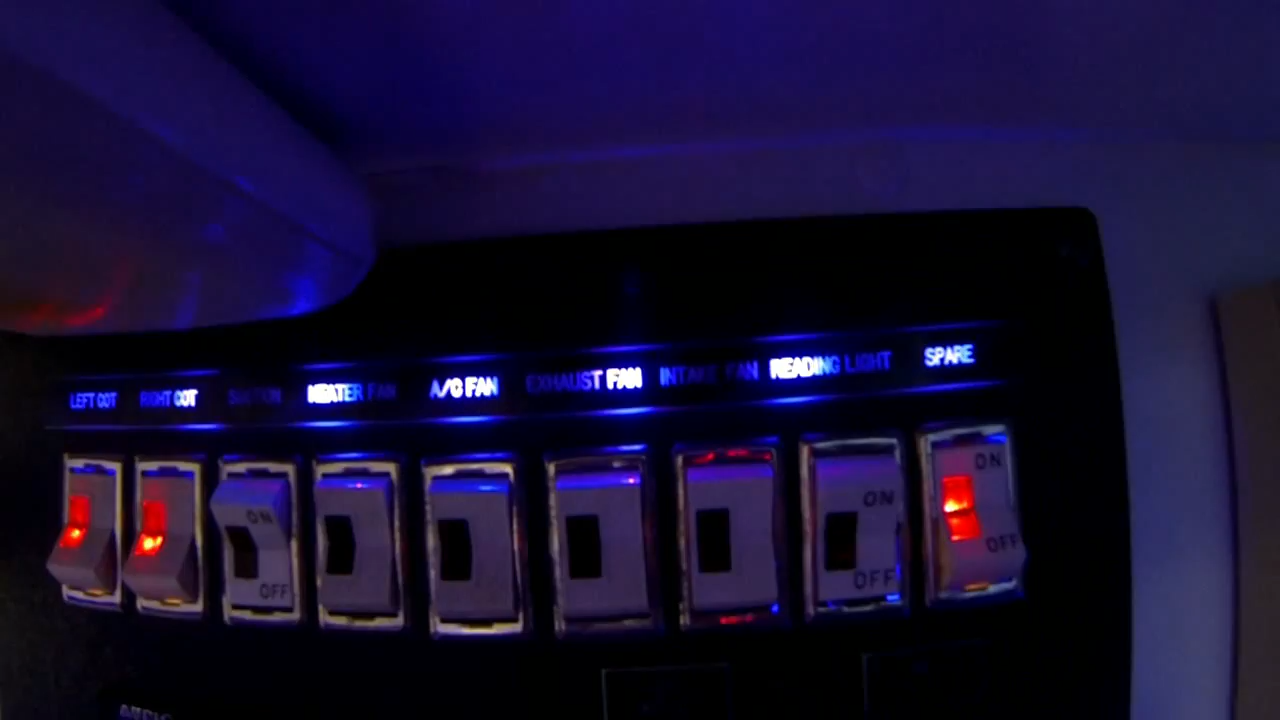 LEFT COT RIGHT COT SUCTION HEATER FAN A/C FAN EXHAUST FAN INTAKE FAN READING LIGHT SPARE
ON ON ON
OFF OFF OFF